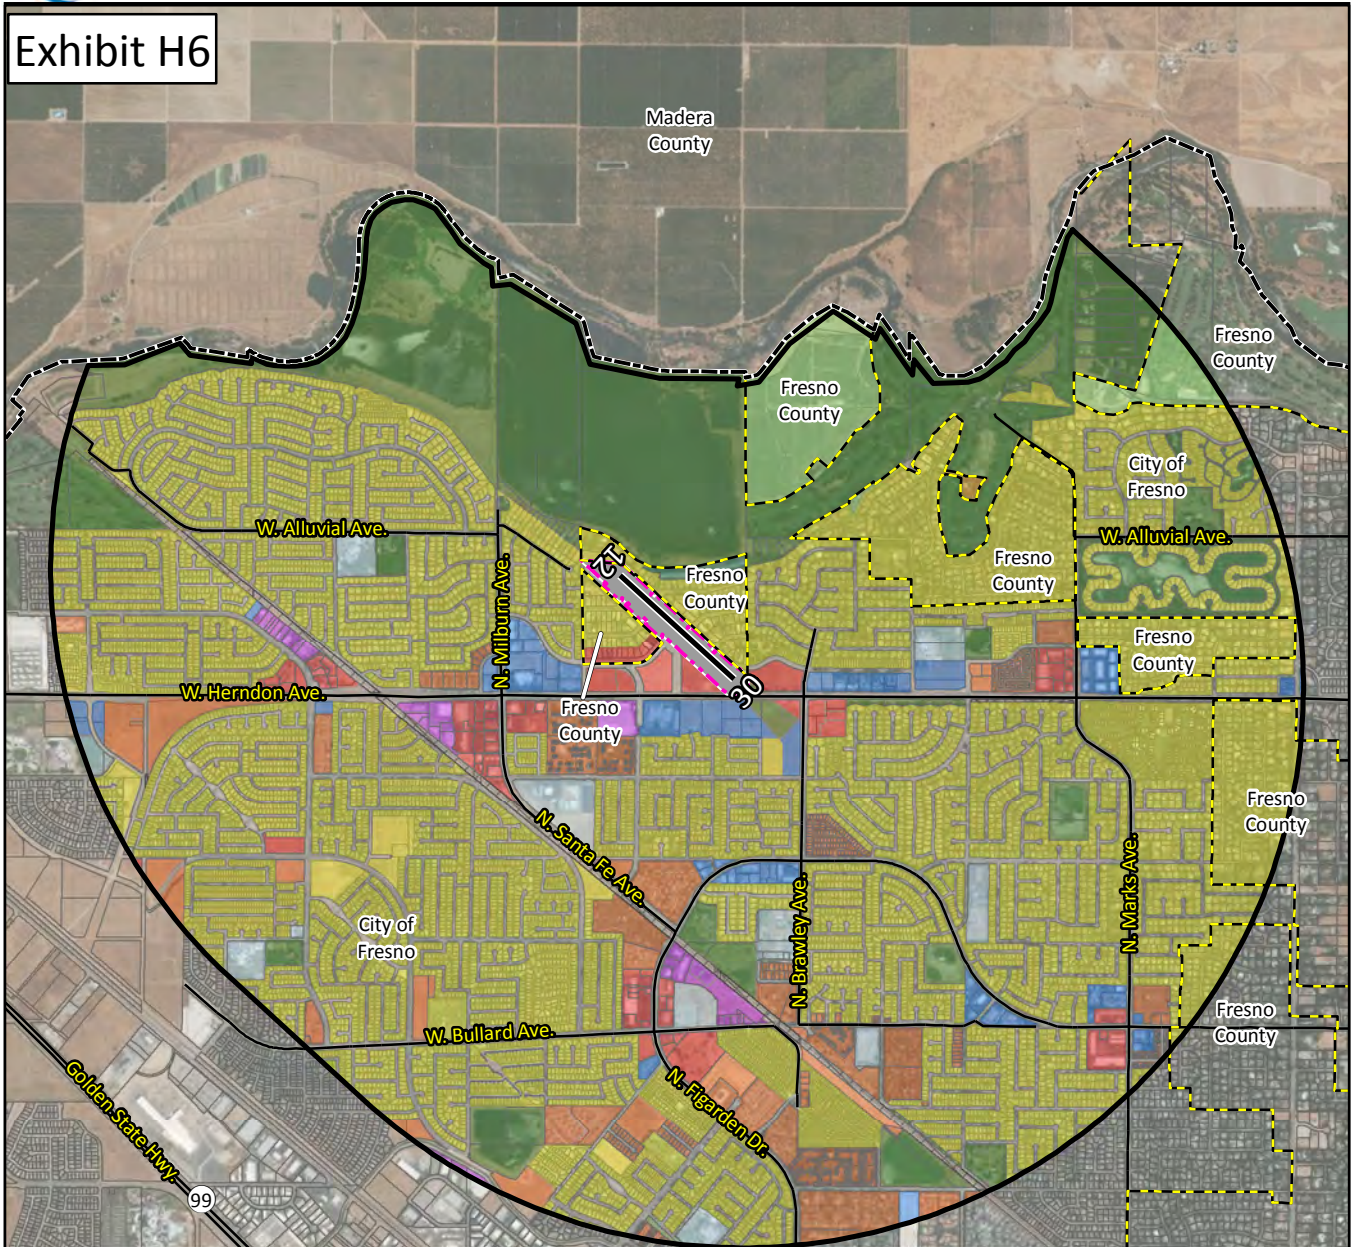 Exhibit H6
Madera
County
Fresno
County
Fresno
County
City of
Fresno
W. Alluvial Ave.
W. Alluvial Ave.
12
Fresno
County
Fresno
County
N. Milburn Ave.
Fresno
County
W. Herndon Ave.
30
Fresno
County
Fresno
County
N. Santa Fe Ave.
N. Brawley Ave.
N. Marks Ave.
City of
Fresno
Fresno
County
W. Bullard Ave.
N. Figarden Dr.
Golden State Hwy.
99